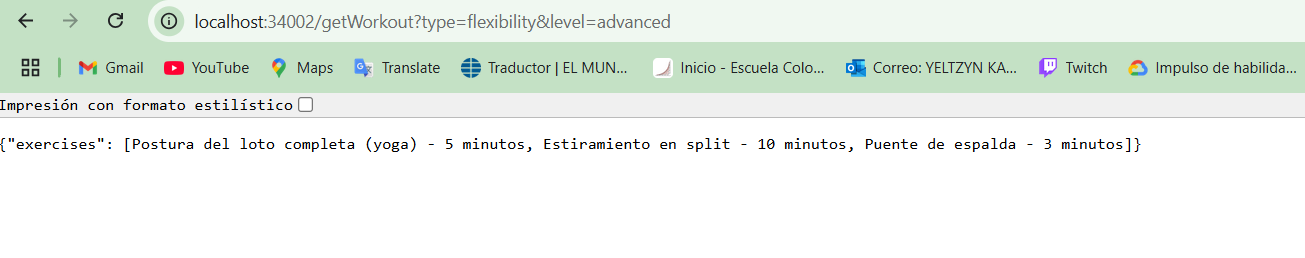 localhost:34002/getWorkout?type=flexibility&level=advanced
Gmail YouTube Maps Translate Traductor | EL MUN... Inicio - Escuela Colo... Correo: YELTZYN KA... Twitch Impulso de habilida...
Impresión con formato estilístico
{"exercises": [Postura del loto completa (yoga) - 5 minutos, Estiramiento en split - 10 minutos, Puente de espalda - 3 minutos]}